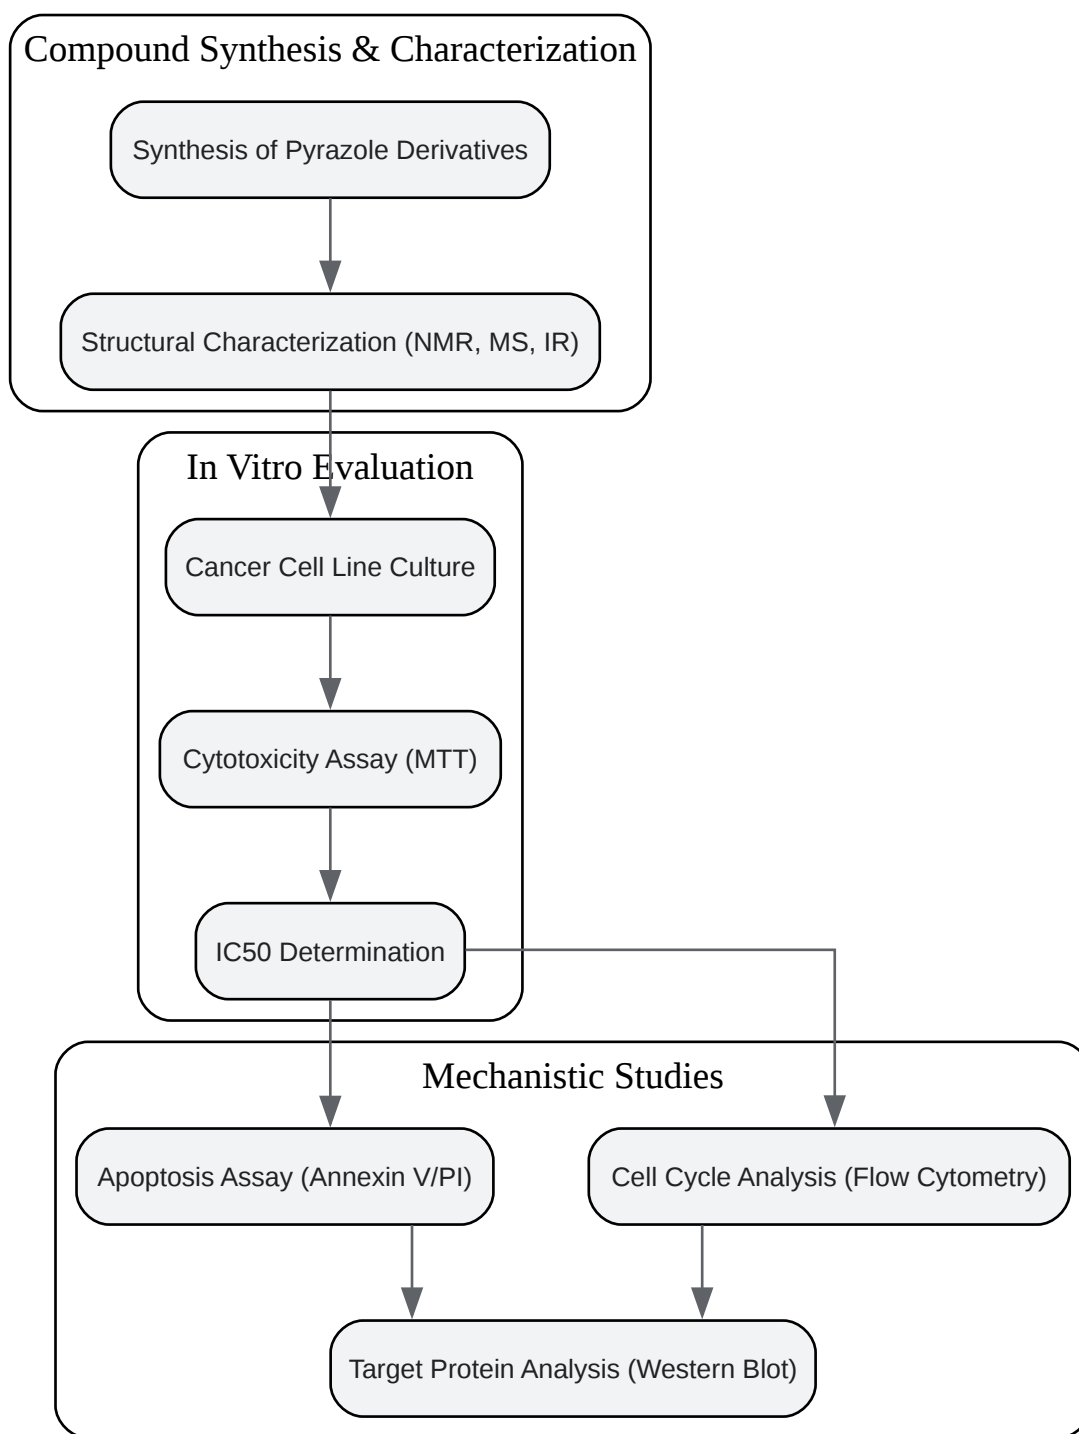 Compound Synthesis & Characterization
Synthesis of Pyrazole Derivatives
Structural Characterization (NMR, MS, IR)
In Vitro Evaluation
Cancer Cell Line Culture
Cytotoxicity Assay (MTT)
IC50 Determination
Mechanistic Studies
Apoptosis Assay (Annexin V/PI)
Cell Cycle Analysis (Flow Cytometry)
Target Protein Analysis (Western Blot)